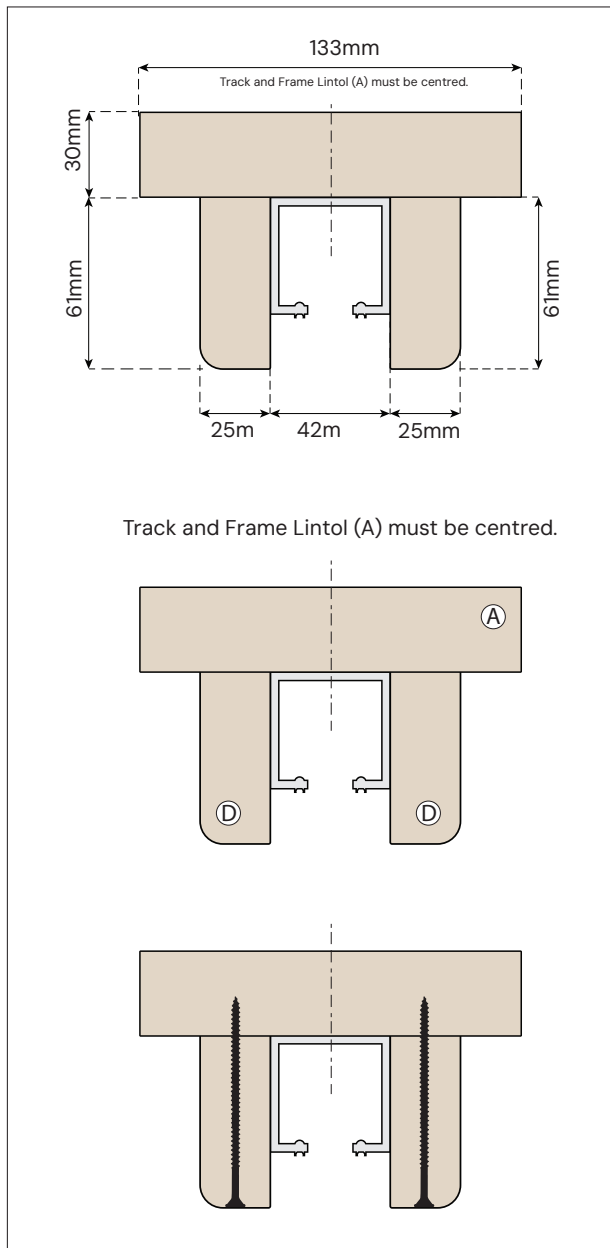 133mm
Track and Frame Lintol (A) must be centred.
30mm
61mm
61mm
25m
42m
25mm
Track and Frame Lintol (A) must be centred.
A
D
D